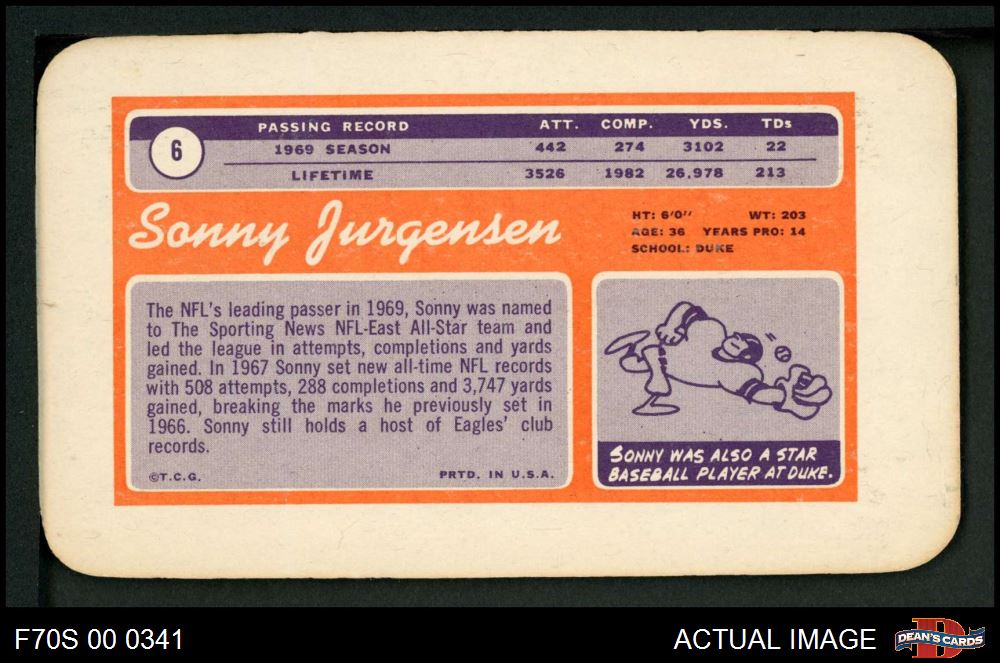 6
PASSING RECORD ATT. COMP. YDS. TDs
1969 SEASON 442 274 3102 22
LIFETIME 3526 1982 26,978 213
Sonny Jurgensen
HT: 6'0'' WT: 203
AGE: 36 YEARS PRO: 14
SCHOOL: DUKE
The NFL's leading passer in 1969, Sonny was named
to The Sporting News NFL-East All-Star team and
led the league in attempts, completions and yards
gained. In 1967 Sonny set new all-time NFL records
with 508 attempts, 288 completions and 3,747 yards
gained, breaking the marks he previously set in
1966. Sonny still holds a host of Eagles' club
records.
©T.C.G. PRTD. IN U.S.A.
SONNY WAS ALSO A STAR
BASEBALL PLAYER AT DUKE.
F70S 00 0341 ACTUAL IMAGE D DEAN'S CARDS